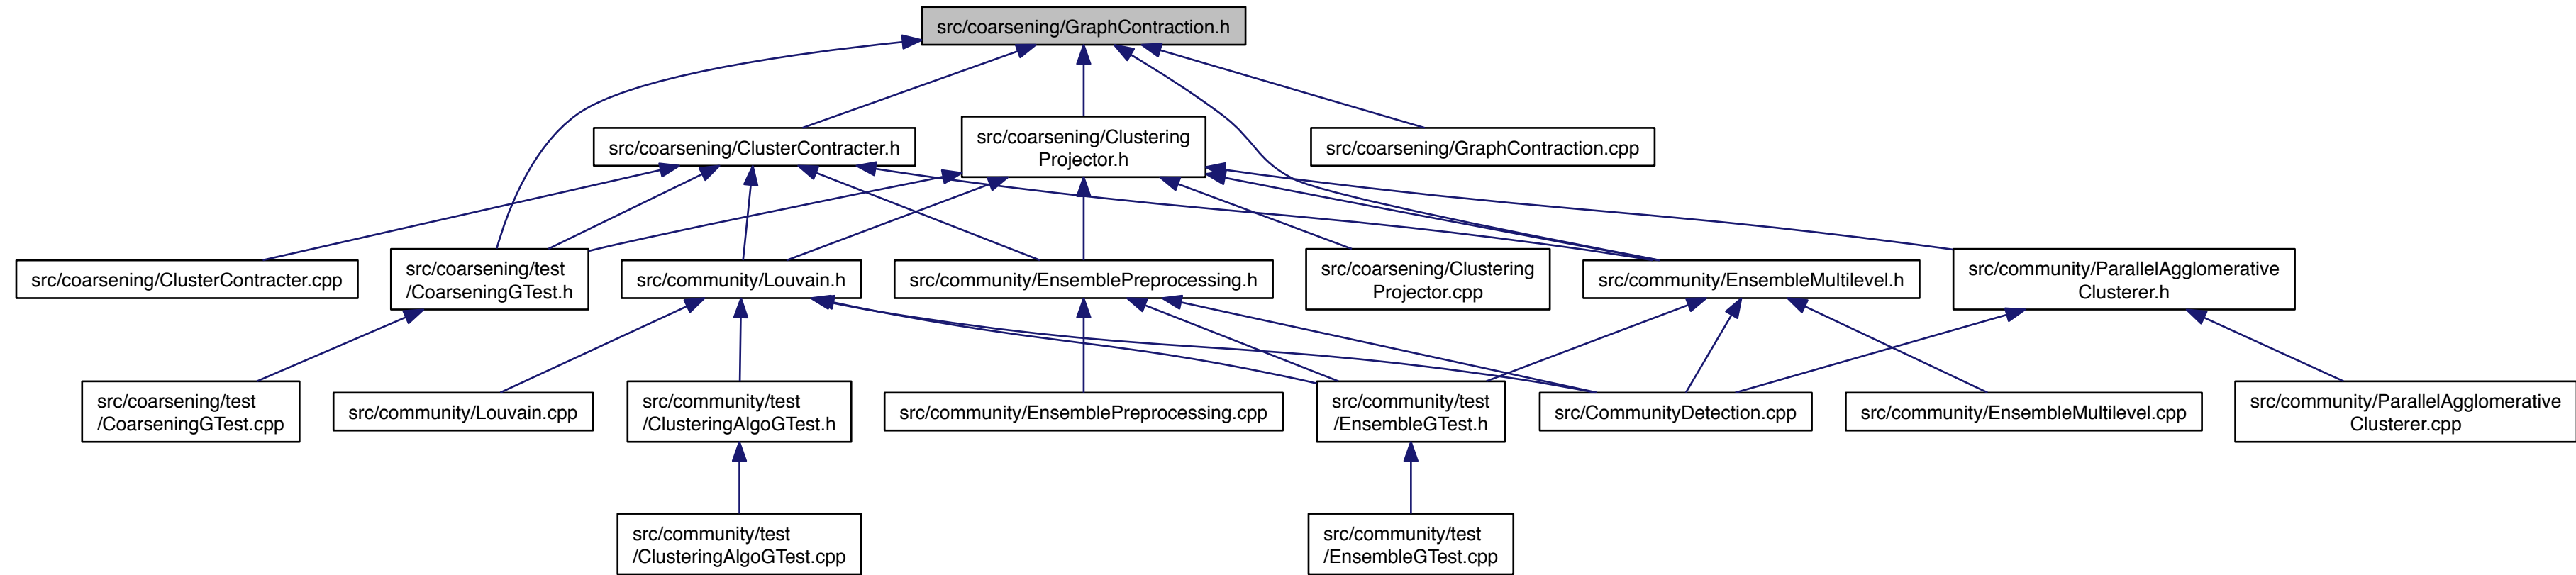 src/coarsening/GraphContraction.h
src/coarsening/ClusterContracter.h
src/coarsening/Clustering
Projector.h
src/coarsening/GraphContraction.cpp
src/coarsening/ClusterContracter.cpp
src/coarsening/test
/CoarseningGTest.h
src/community/Louvain.h
src/community/EnsemblePreprocessing.h
src/coarsening/Clustering
Projector.cpp
src/community/EnsembleMultilevel.h
src/community/ParallelAgglomerative
Clusterer.h
src/coarsening/test
/CoarseningGTest.cpp
src/community/Louvain.cpp
src/community/test
/ClusteringAlgoGTest.h
src/community/EnsemblePreprocessing.cpp
src/community/test
/EnsembleGTest.h
src/CommunityDetection.cpp
src/community/EnsembleMultilevel.cpp
src/community/ParallelAgglomerative
Clusterer.cpp
src/community/test
/ClusteringAlgoGTest.cpp
src/community/test
/EnsembleGTest.cpp